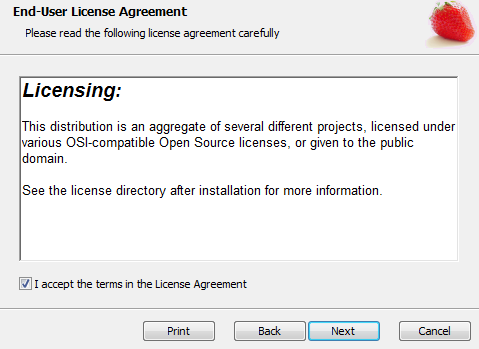 End-User License Agreement
Please read the following license agreement carefully
Licensing:
This distribution is an aggregate of several different projects, licensed under
various OSI-compatible Open Source licenses, or given to the public
domain.
See the license directory after installation for more information.
I accept the terms in the License Agreement
Print Back Next Cancel